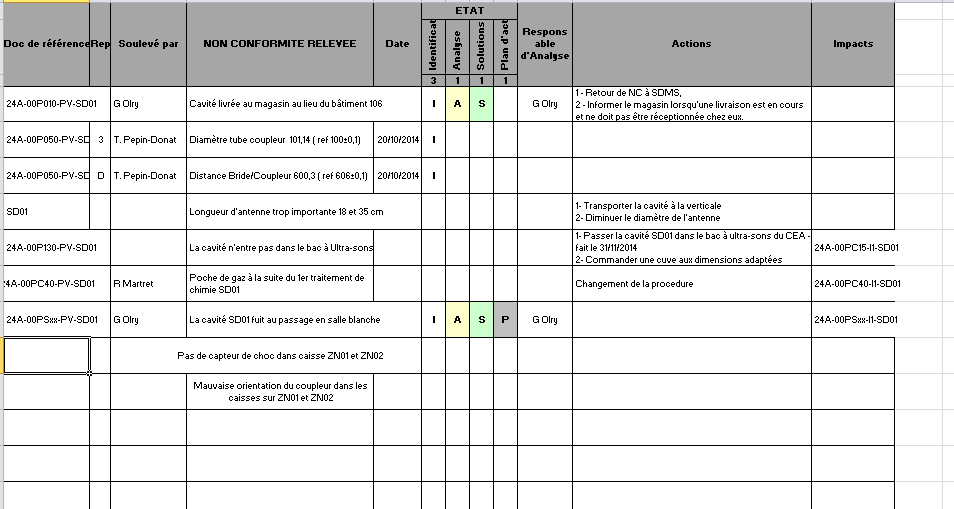 ETAT
Doc de référence Rep Soulevé par NON CONFORMITE RELEVEE Date Identificat Analyse Solutions Plan d'act Respons able d'Analyse Actions Impacts
3 1 1 1
24A-00P010-PV-SD01 G Olry Cavité livrée au magasin au lieu du bâtiment 106 I A S G Olry
1- Retour de NC à SDMS,
2 - Informer le magasin lorsqu'une livraison est en cours
et ne doit pas être réceptionnée chez eux.
24A-00P050-PV-SD 3 T. Pepin-Donat Diamètre tube coupleur 101,14 ( ref 100±0,1) 20/10/2014 I
24A-00P050-PV-SD D T. Pepin-Donat Distance Bride/Coupleur 600,3 ( ref 606±0,1) 20/10/2014 I
SD01 Longueur d'antenne trop importante 18 et 35 cm
1- Transporter la cavité à la verticale
2- Diminuer le diamètre de l'antenne
24A-00P130-PV-SD01 La cavité n'entre pas dans le bac à Ultra-sons
1- Passer la cavité SD01 dans le bac à ultra-sons du CEA -
fait le 31/11/2014
2- Commander une cuve aux dimensions adaptées
24A-00PC15-I1-SD01
24A-00PC40-PV-SD01 R Martret
Poche de gaz à la suite du 1er traitement de
chimie SD01
Changement de la procedure 24A-00PC40-I1-SD01
24A-00PSxx-PV-SD01 G Olry La cavité SD01 fuit au passage en salle blanche I A S P G Olry 24A-00PSxx-I1-SD01
Pas de capteur de choc dans caisse ZN01 et ZN02
Mauvaise orientation du coupleur dans les
caisses sur ZN01 et ZN02